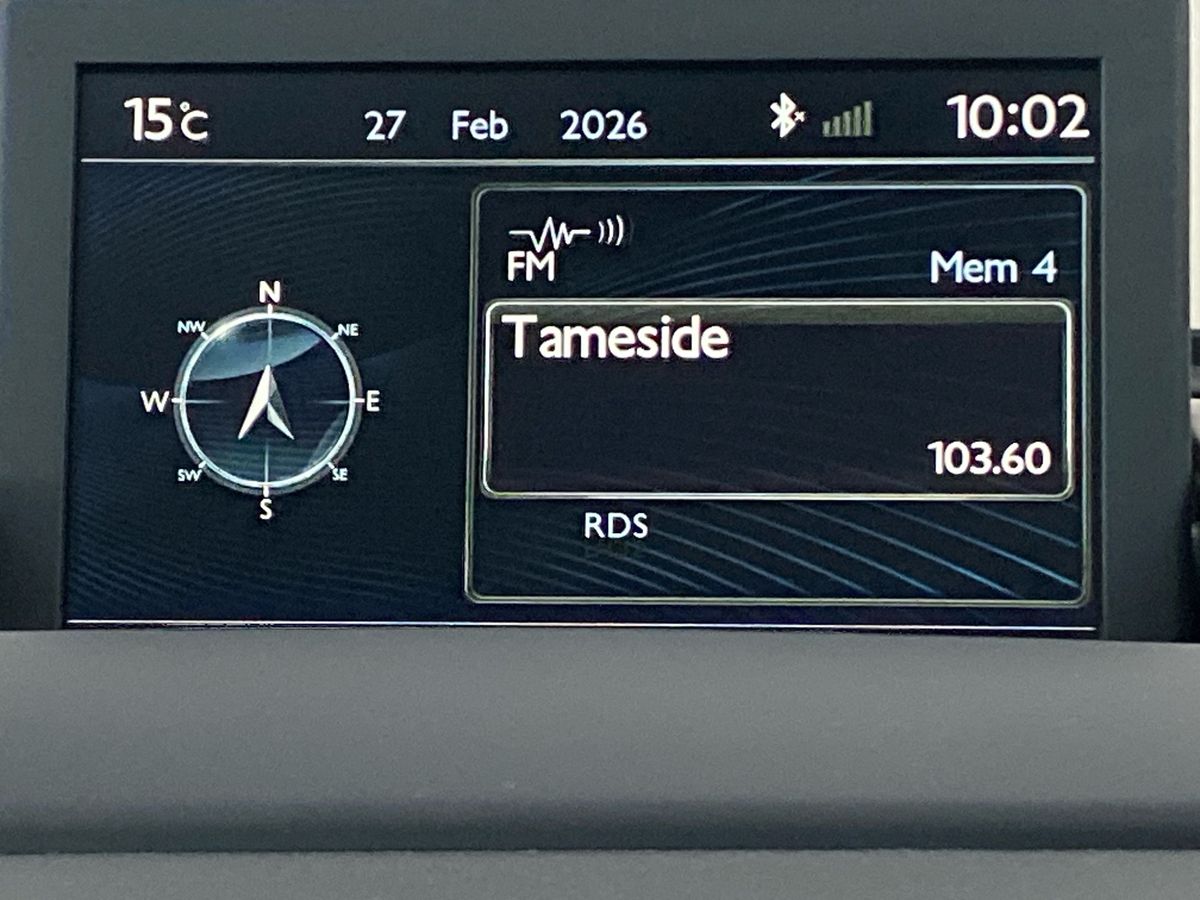 15°C 27 Feb 2026 10:02
FM Mem 4
Tameside
103.60
RDS
N
NW NE
W E
SW SE
S